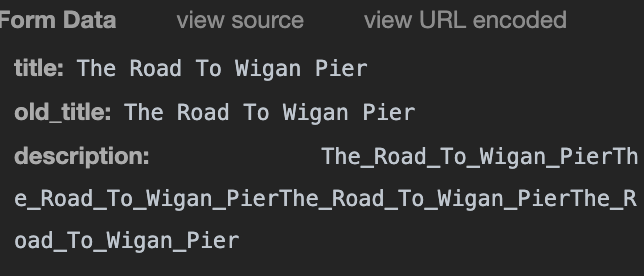 Form Data view source view URL encoded
title: The Road To Wigan Pier
old_title: The Road To Wigan Pier
description: The_Road_To_Wigan_PierTh
e_Road_To_Wigan_PierThe_Road_To_Wigan_PierThe_R
oad_To_Wigan_Pier